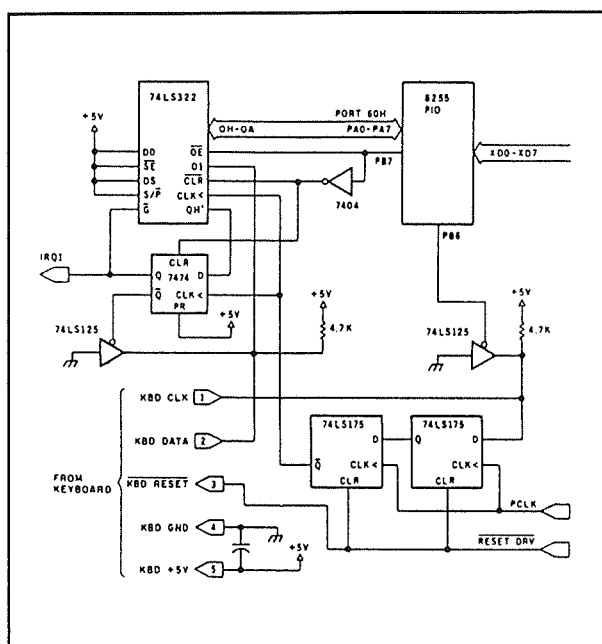 74LS322
8255
PIO
+5V
PORT 60H
QH-QA
PA0-PA7
XD0-XD7
D0
SE
DS
S/P
G
OE
D1
CLR
CLK<
QH'
PB7
7404
PB6
IRQ1
CLR
Q 7474 D
Q CLK<
PR
+5V
+5V
4.7K
74LS125
+5V
4.7K
74LS125
KBD CLK 1
KBD DATA 2
FROM
KEYBOARD
KBD RESET 3
KBD GND 4
KBD +5V 5
+5V
74LS175
D
Q
CLK<
CLR
74LS175
Q
D
CLK<
CLR
PCLK
RESET DRV